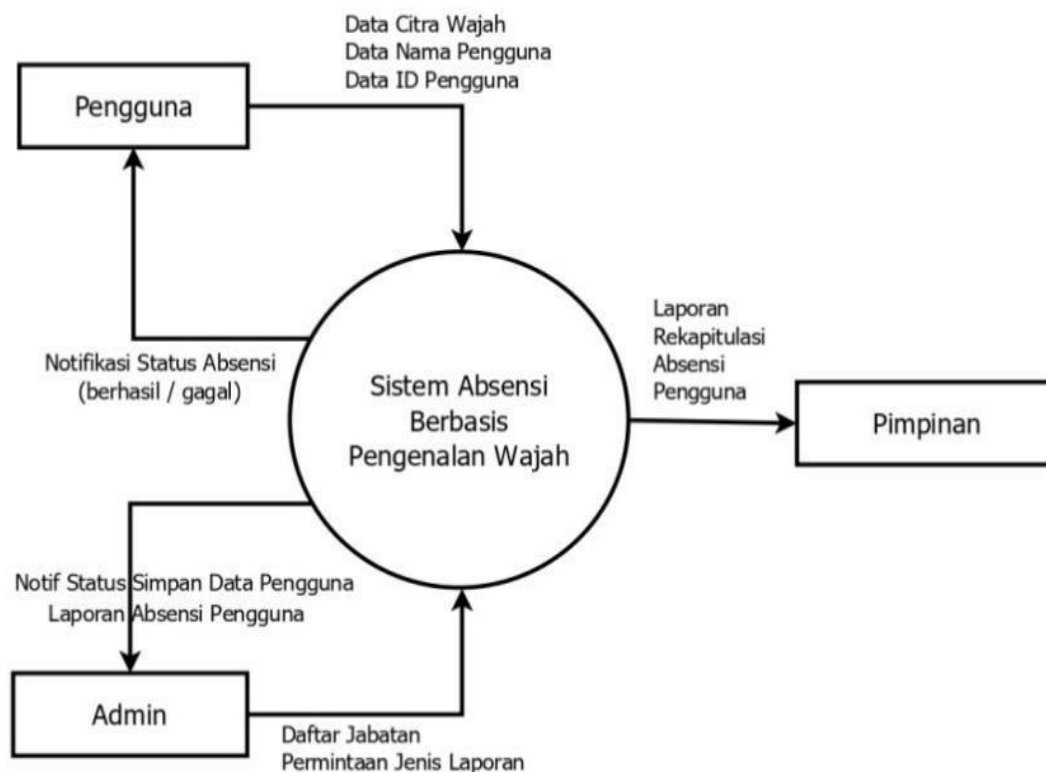 Data Citra Wajah
Data Nama Pengguna
Data ID Pengguna
Pengguna
Notifikasi Status Absensi
(berhasil / gagal)
Sistem Absensi
Berbasis
Pengenalan Wajah
Laporan
Rekapitulasi
Absensi
Pengguna
Pimpinan
Notif Status Simpan Data Pengguna
Laporan Absensi Pengguna
Admin
Daftar Jabatan
Permintaan Jenis Laporan